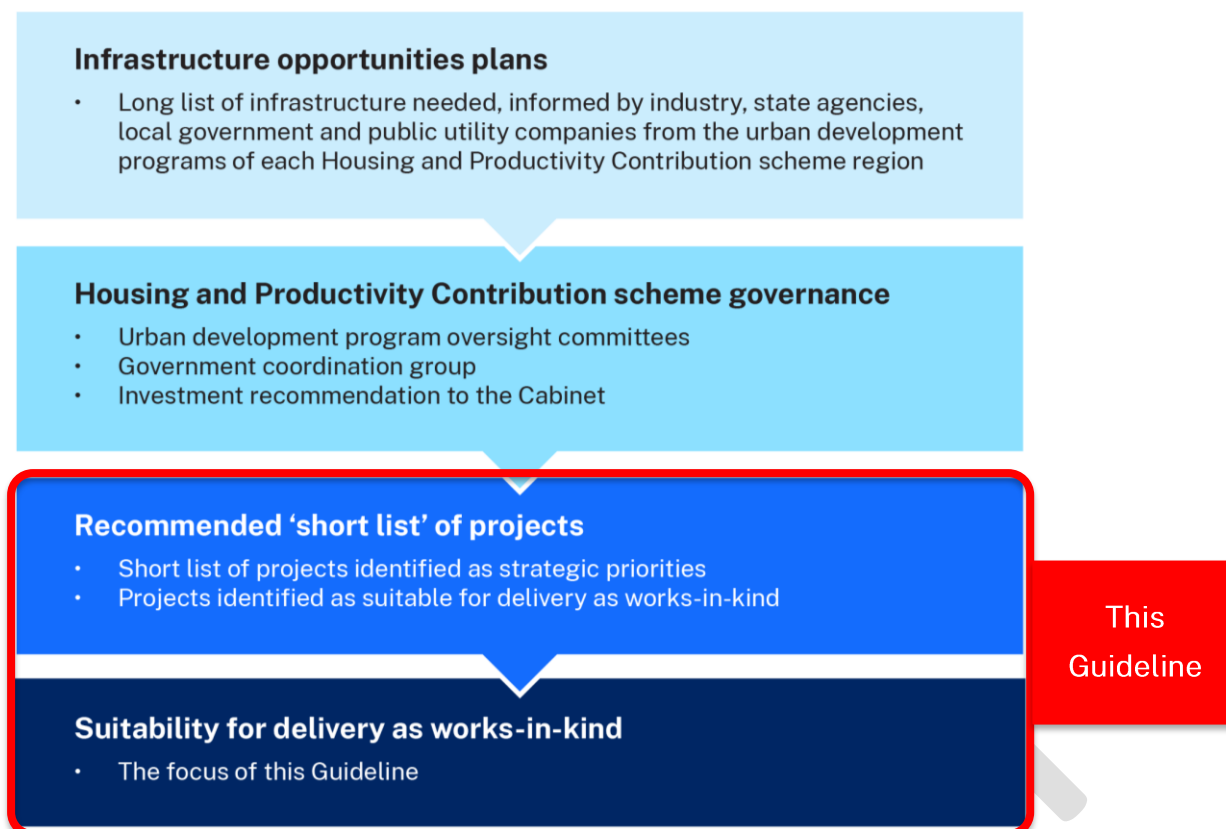 Infrastructure opportunities plans
• Long list of infrastructure needed, informed by industry, state agencies,
local government and public utility companies from the urban development
programs of each Housing and Productivity Contribution scheme region
Housing and Productivity Contribution scheme governance
• Urban development program oversight committees
• Government coordination group
• Investment recommendation to the Cabinet
Recommended ‘short list’ of projects
• Short list of projects identified as strategic priorities
• Projects identified as suitable for delivery as works-in-kind
This
Guideline
Suitability for delivery as works-in-kind
• The focus of this Guideline